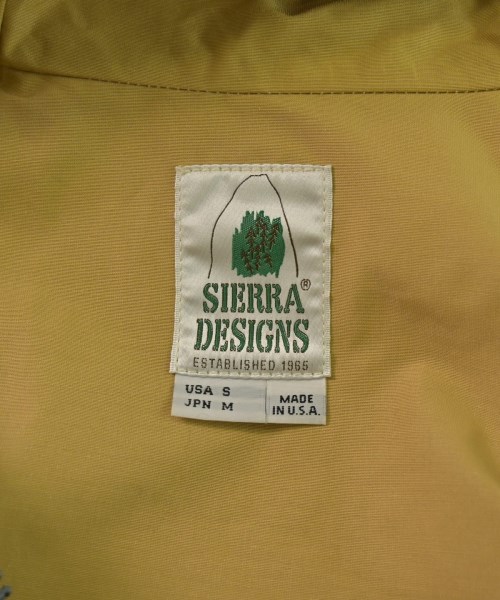 ®
SIERRA
DESIGNS
ESTABLISHED 1965
USA S
JPN M
MADE
IN U.S.A.